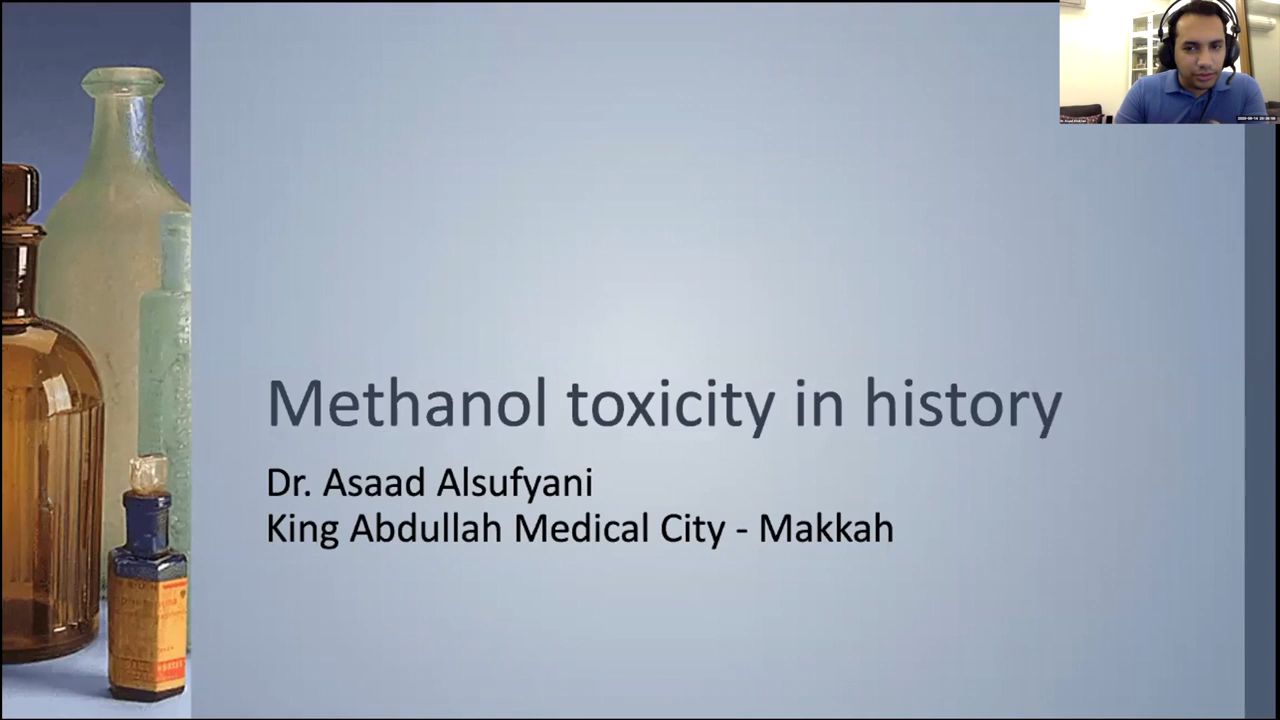 Methanol toxicity in history
Dr. Asaad Alsufyani
King Abdullah Medical City - Makkah